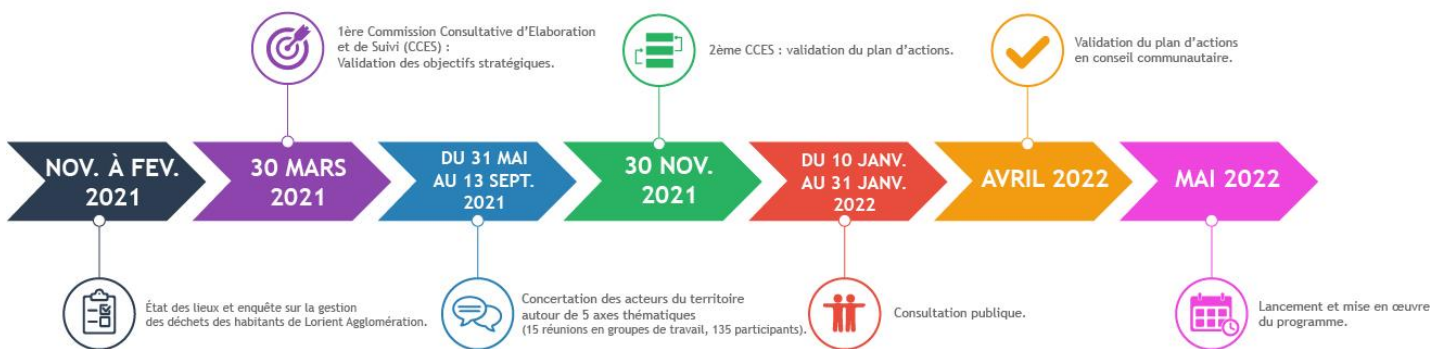 1ère Commission Consultative d'Elaboration
et de Suivi (CCES) :
Validation des objectifs stratégiques.
2ème CCES : validation du plan d'actions.
Validation du plan d'actions
en conseil communautaire.
NOV. À FEV.
2021
30 MARS
2021
DU 31 MAI
AU 13 SEPT.
2021
30 NOV.
2021
DU 10 JANV.
AU 31 JANV.
2022
AVRIL 2022
MAI 2022
État des lieux et enquête sur la gestion
des déchets des habitants de Lorient Agglomération.
Concertation des acteurs du territoire
autour de 5 axes thématiques
(15 réunions en groupes de travail, 135 participants).
Consultation publique.
Lancement et mise en œuvre
du programme.